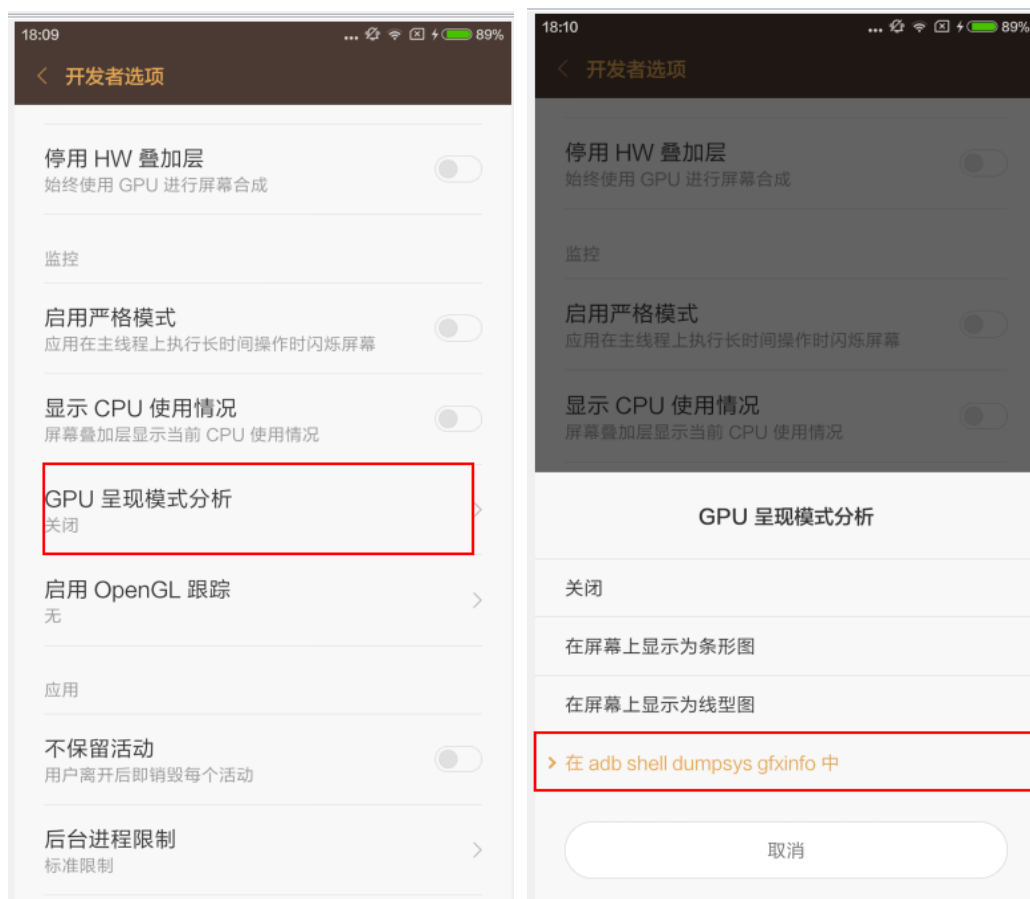 18:09
... 89%
开发者选项
停用 HW 叠加层
始终使用 GPU 进行屏幕合成
监控
启用严格模式
应用在主线程上执行长时间操作时闪烁屏幕
显示 CPU 使用情况
屏幕叠加层显示当前 CPU 使用情况
GPU 呈现模式分析
关闭
启用 OpenGL 跟踪
无
应用
不保留活动
用户离开后即销毁每个活动
后台进程限制
标准限制
18:10
... 89%
开发者选项
停用 HW 叠加层
始终使用 GPU 进行屏幕合成
监控
启用严格模式
应用在主线程上执行长时间操作时闪烁屏幕
显示 CPU 使用情况
屏幕叠加层显示当前 CPU 使用情况
GPU 呈现模式分析
关闭
在屏幕上显示为条形图
在屏幕上显示为线型图
在 adb shell dumpsys gfxinfo 中
取消